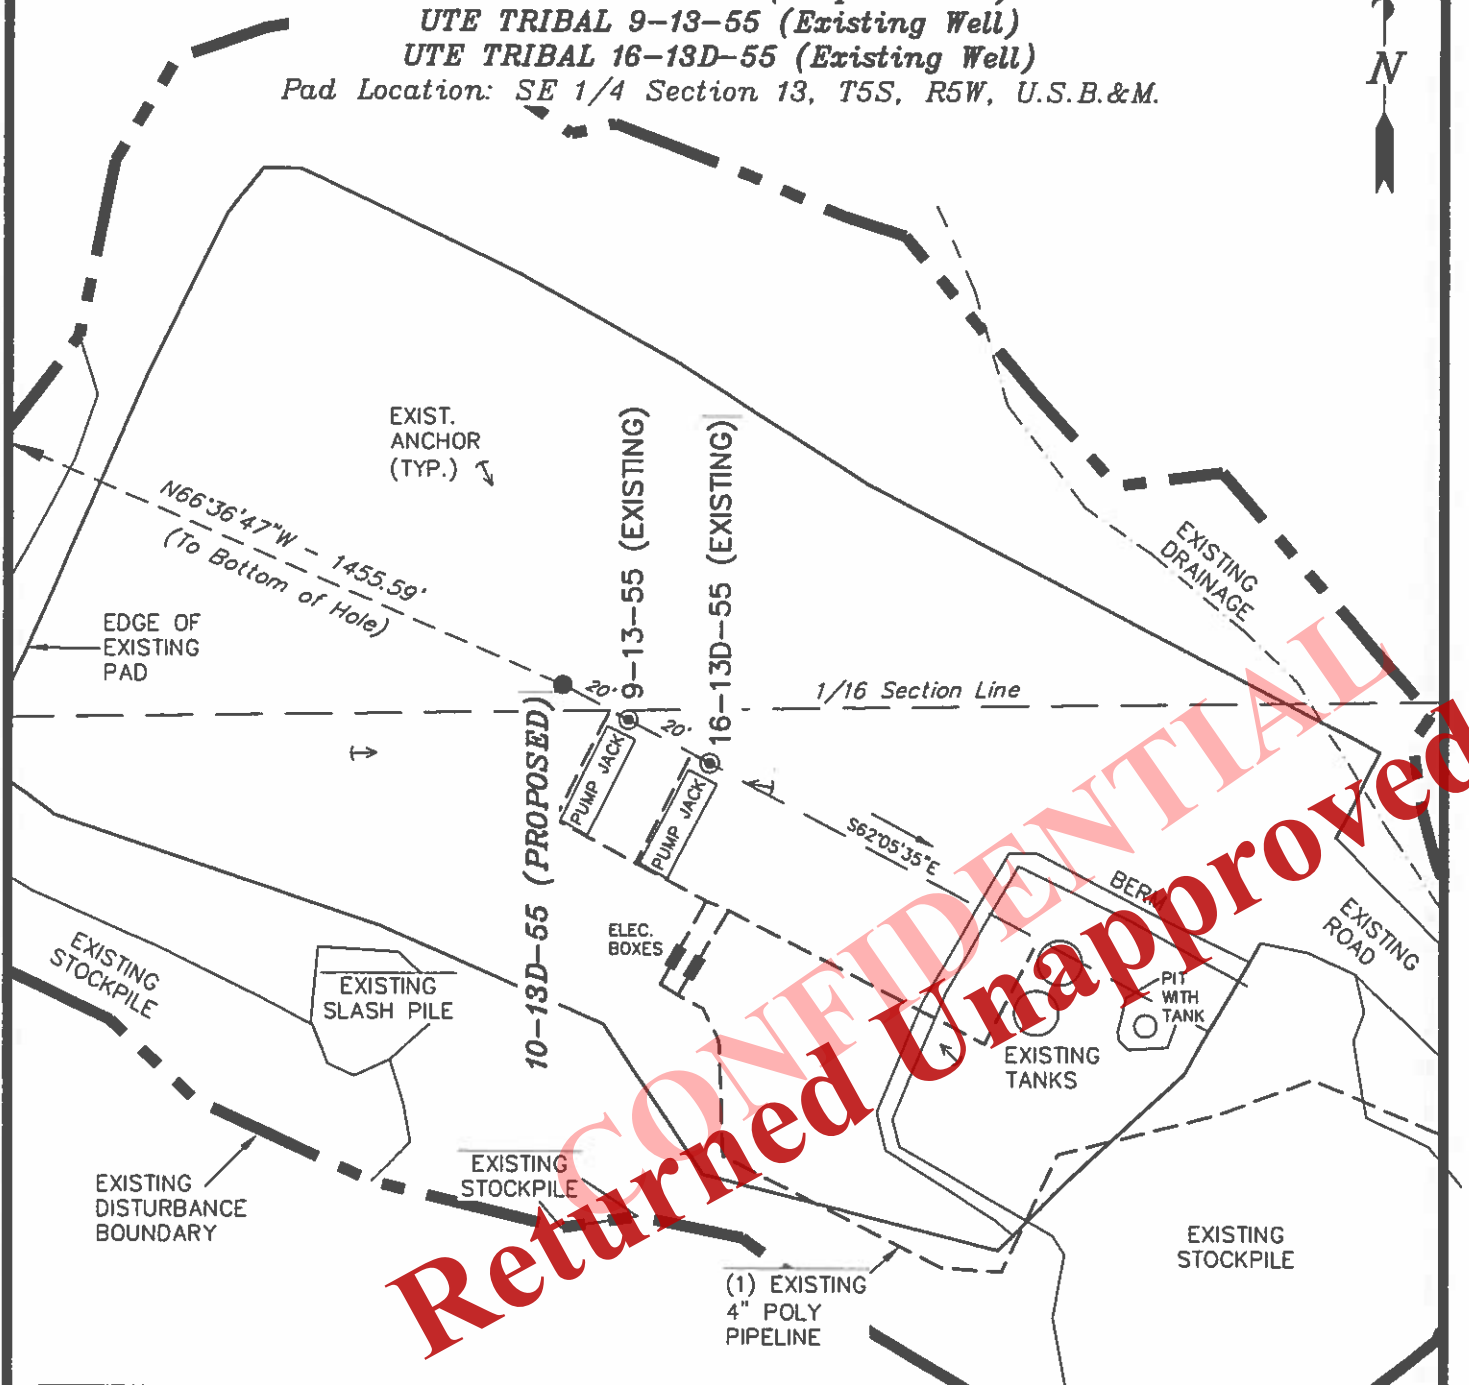 UTE TRIBAL 9-13-55 (Existing Well)
UTE TRIBAL 16-13D-55 (Existing Well)
Pad Location: SE 1/4 Section 13, T5S, R5W, U.S.B.&M.
N
EXIST.
ANCHOR
(TYP.)
9-13-55 (EXISTING)
16-13D-55 (EXISTING)
N66°36'47"W - 1455.59'
(To Bottom of Hole)
EXISTING
DRAINAGE
EDGE OF
EXISTING
PAD
20'
20'
1/16 Section Line
10-13D-55 (PROPOSED)
PUMP JACK
PUMP JACK
S62°05'35"E
BERM
EXISTING
ROAD
ELEC.
BOXES
EXISTING
STOCKPILE
EXISTING
SLASH PILE
PIT
WITH
TANK
EXISTING
TANKS
EXISTING
STOCKPILE
EXISTING
DISTURBANCE
BOUNDARY
EXISTING
STOCKPILE
(1) EXISTING
4" POLY
PIPELINE
CONFIDENTIAL
Returned Unapproved